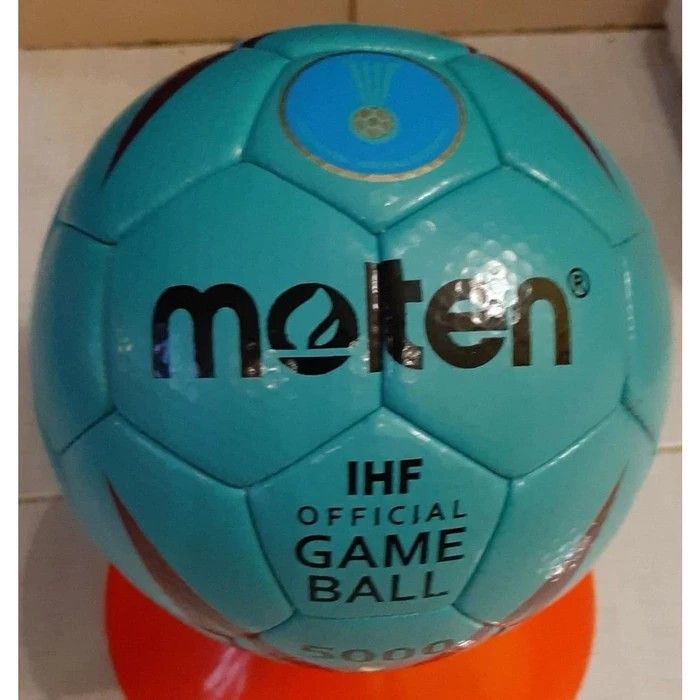 molten®
IHF
OFFICIAL
GAME
BALL
5000